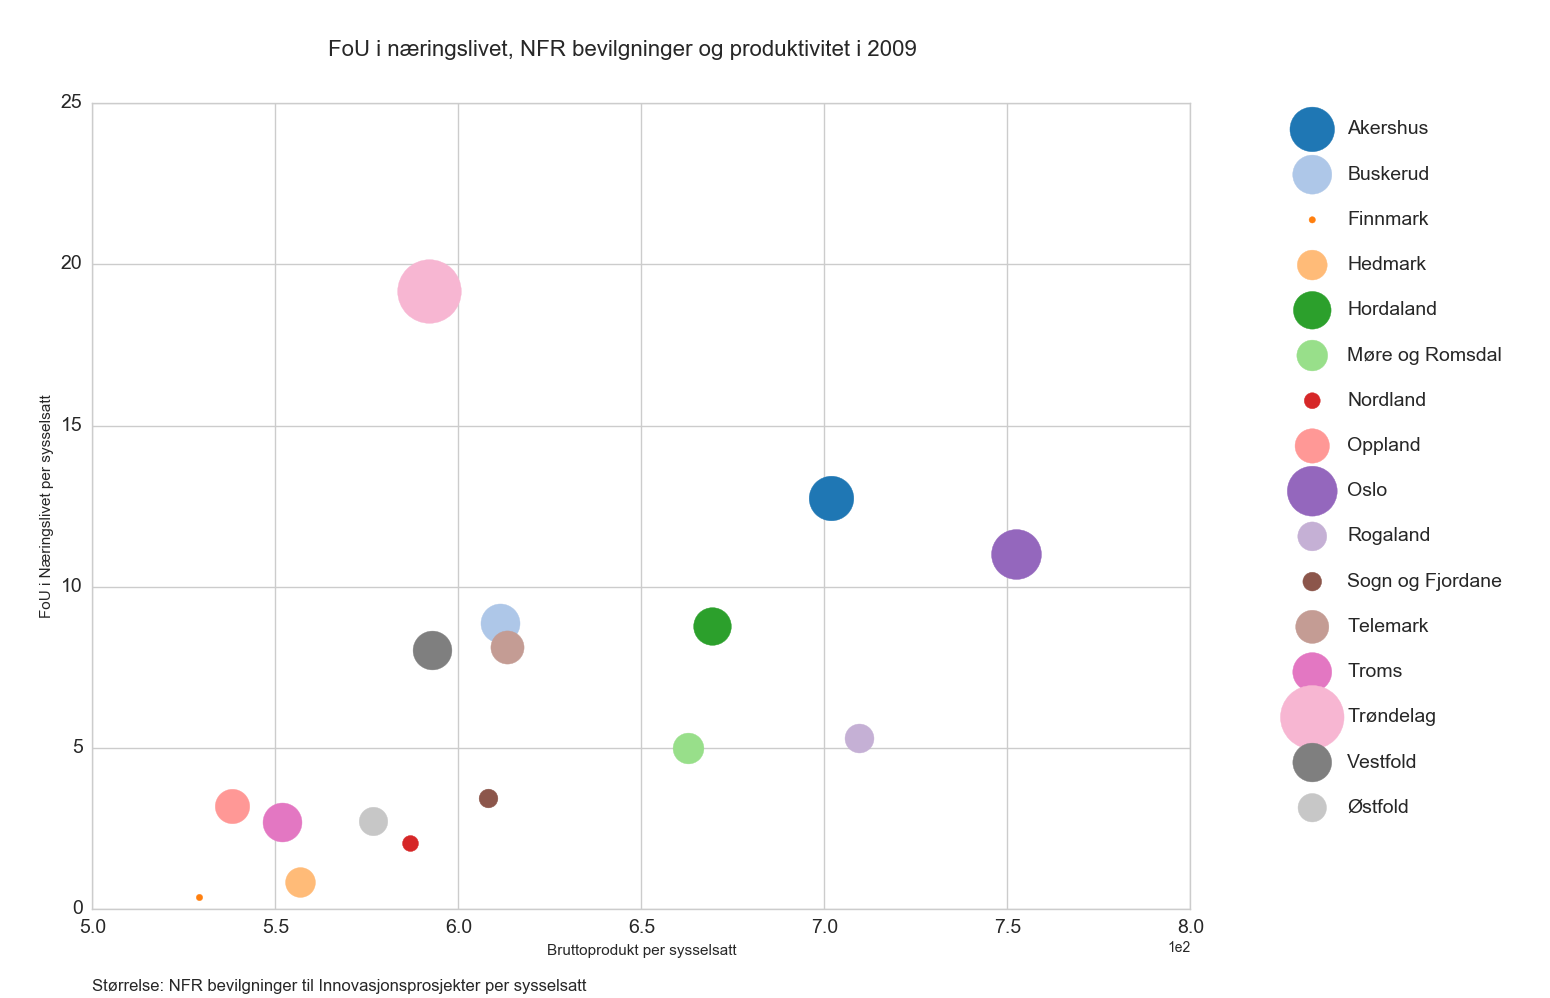 FoU i næringslivet, NFR bevilgninger og produktivitet i 2009
25
20
15
10
5
0
FoU i Næringslivet per sysselsatt
5.0 5.5 6.0 6.5 7.0 7.5 8.0
1e2
Bruttoprodukt per sysselsatt
Størrelse: NFR bevilgninger til Innovasjonsprosjekter per sysselsatt
Akershus
Buskerud
Finnmark
Hedmark
Hordaland
Møre og Romsdal
Nordland
Oppland
Oslo
Rogaland
Sogn og Fjordane
Telemark
Troms
Trøndelag
Vestfold
Østfold